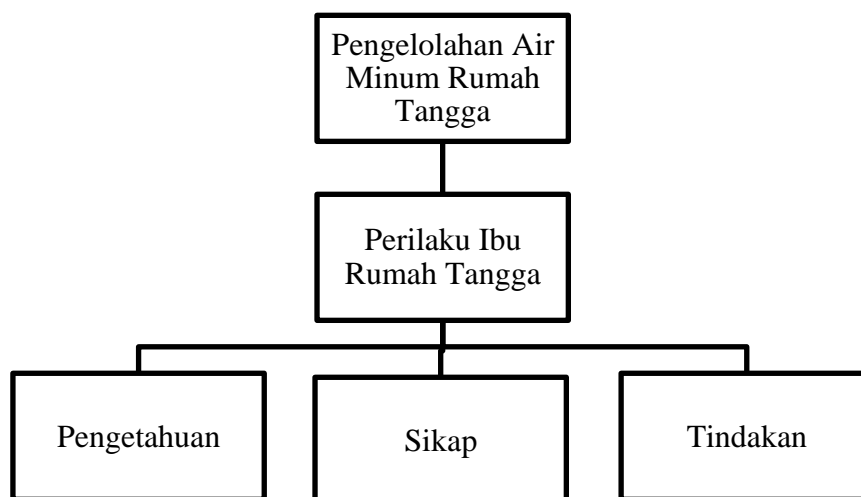 Pengelolahan Air
Minum Rumah
Tangga
Perilaku Ibu
Rumah Tangga
Pengetahuan
Sikap
Tindakan